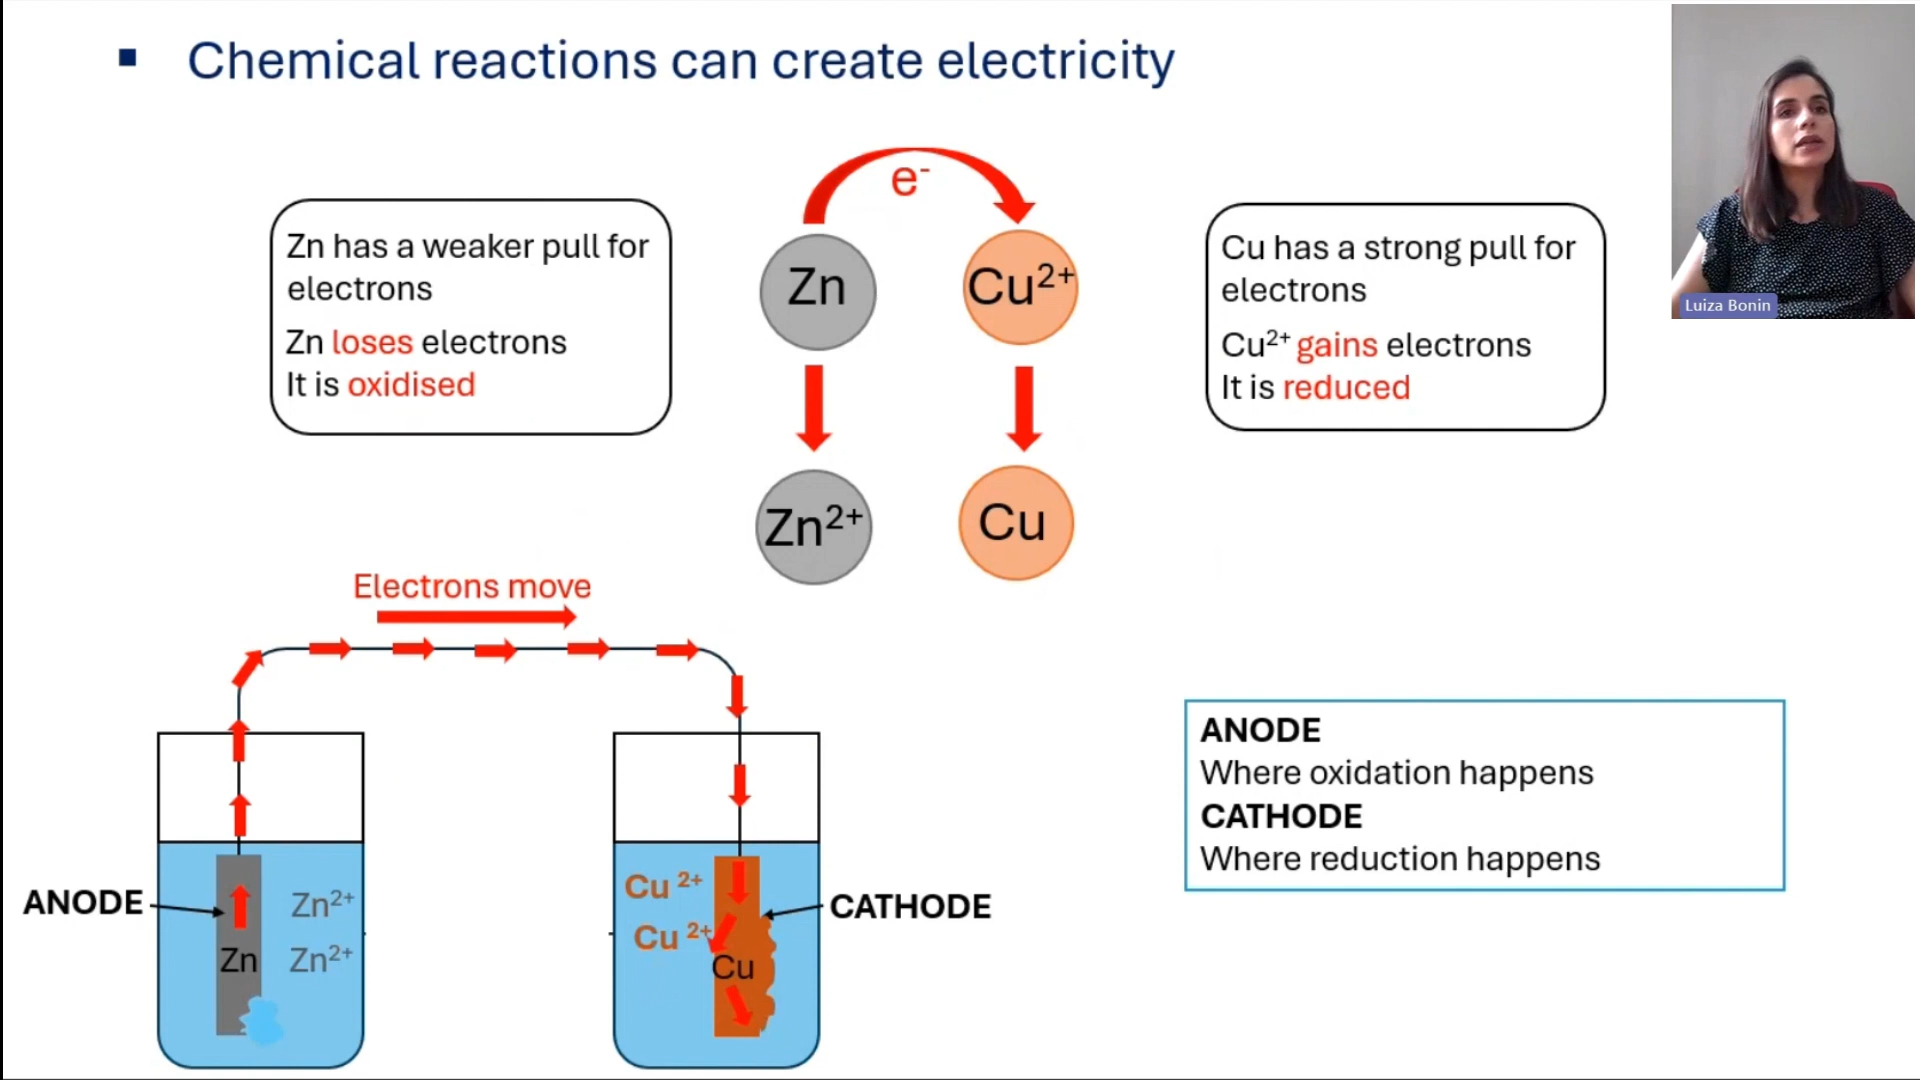 Chemical reactions can create electricity
e⁻
Zn has a weaker pull for
electrons
Zn loses electrons
It is oxidised
Zn
Cu²⁺
Cu has a strong pull for
electrons
Cu²⁺ gains electrons
It is reduced
Luiza Bonin
Zn²⁺
Cu
Electrons move
ANODE
Zn
Zn²⁺
Zn²⁺
Cu ²⁺
Cu ²⁺
Cu
CATHODE
ANODE
Where oxidation happens
CATHODE
Where reduction happens